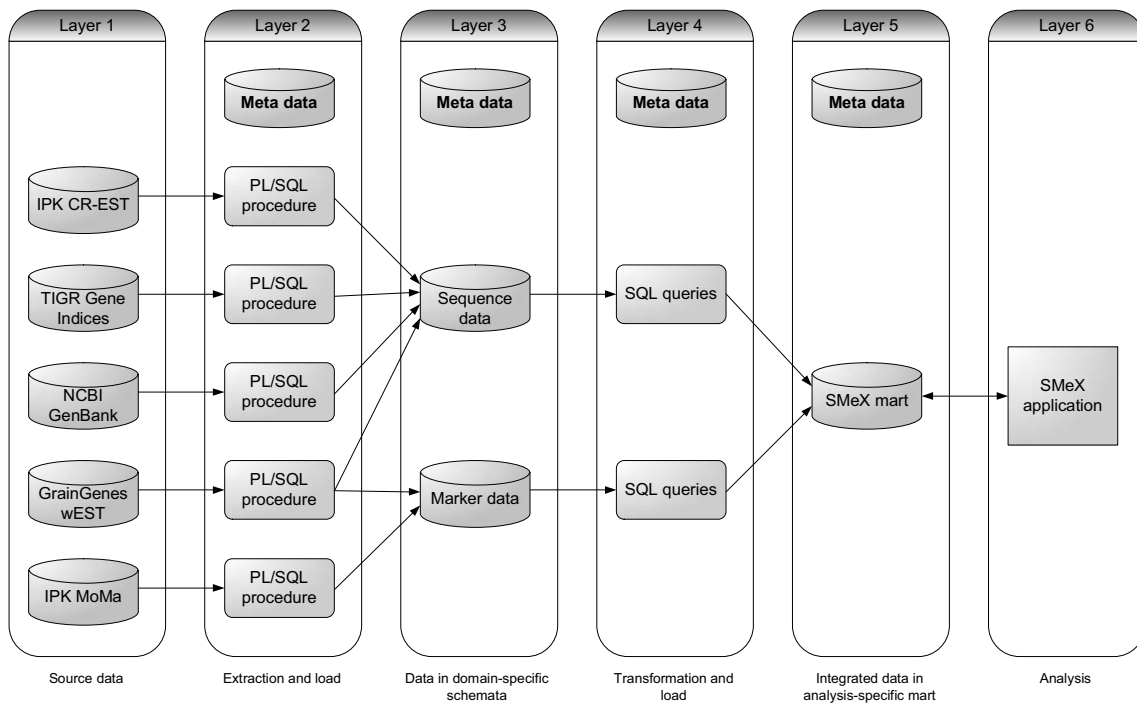 Layer 1
Layer 2
Layer 3
Layer 4
Layer 5
Layer 6
Meta data
Meta data
Meta data
Meta data
IPK CR-EST
PL/SQL
procedure
TIGR Gene
Indices
PL/SQL
procedure
Sequence
data
SQL queries
NCBI
GenBank
PL/SQL
procedure
SMeX mart
SMeX
application
GrainGenes
wEST
PL/SQL
procedure
Marker data
SQL queries
IPK MoMa
PL/SQL
procedure
Source data
Extraction and load
Data in domain-specific
schemata
Transformation and
load
Integrated data in
analysis-specific mart
Analysis